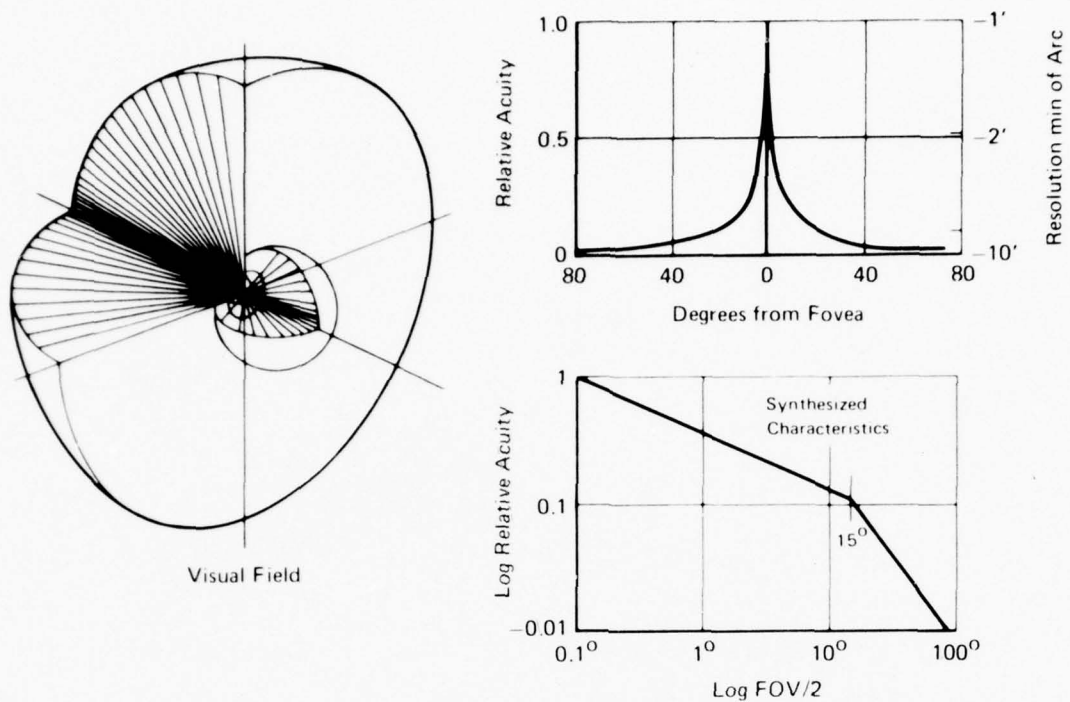 Visual Field
Relative Acuity
1.0
0.5
0
80
40
0
40
80
Degrees from Fovea
−1′
−2′
−10′
Resolution min of Arc
Log Relative Acuity
1
0.1
−0.01
Synthesized
Characteristics
15°
0.1°
1°
10°
100°
Log FOV/2